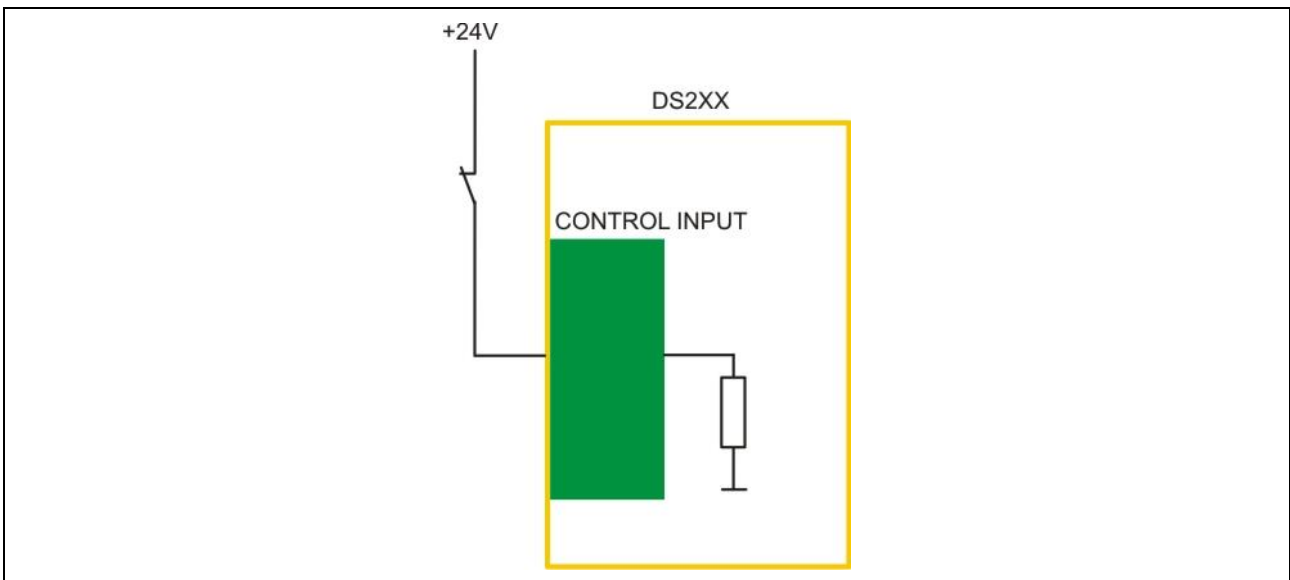 +24V
DS2XX
CONTROL INPUT